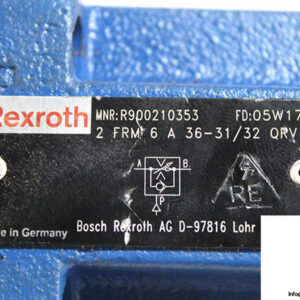 Rexroth
MNR:R900210353 FD:05W17
2 FRM 6 A 36-31/32 QRV
A B
P
RE
Made in Germany
Bosch Rexroth AG D-97816 Lohr